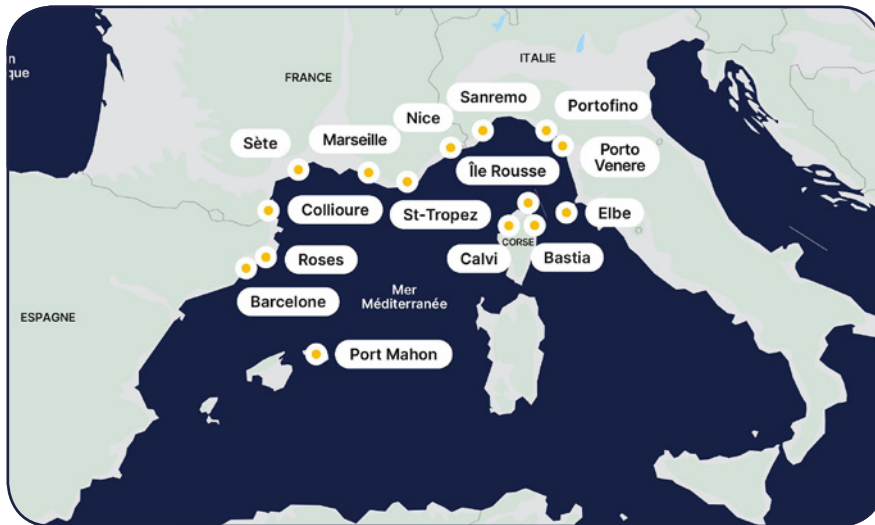 ITALIE
FRANCE
Sanremo
Portofino
Nice
Marseille
Sète
Porto
Venere
Île Rousse
Collioure
St-Tropez
Elbe
CORSE
Calvi
Bastia
Roses
Barcelone
Mer
Méditerranée
ESPAGNE
Port Mahon